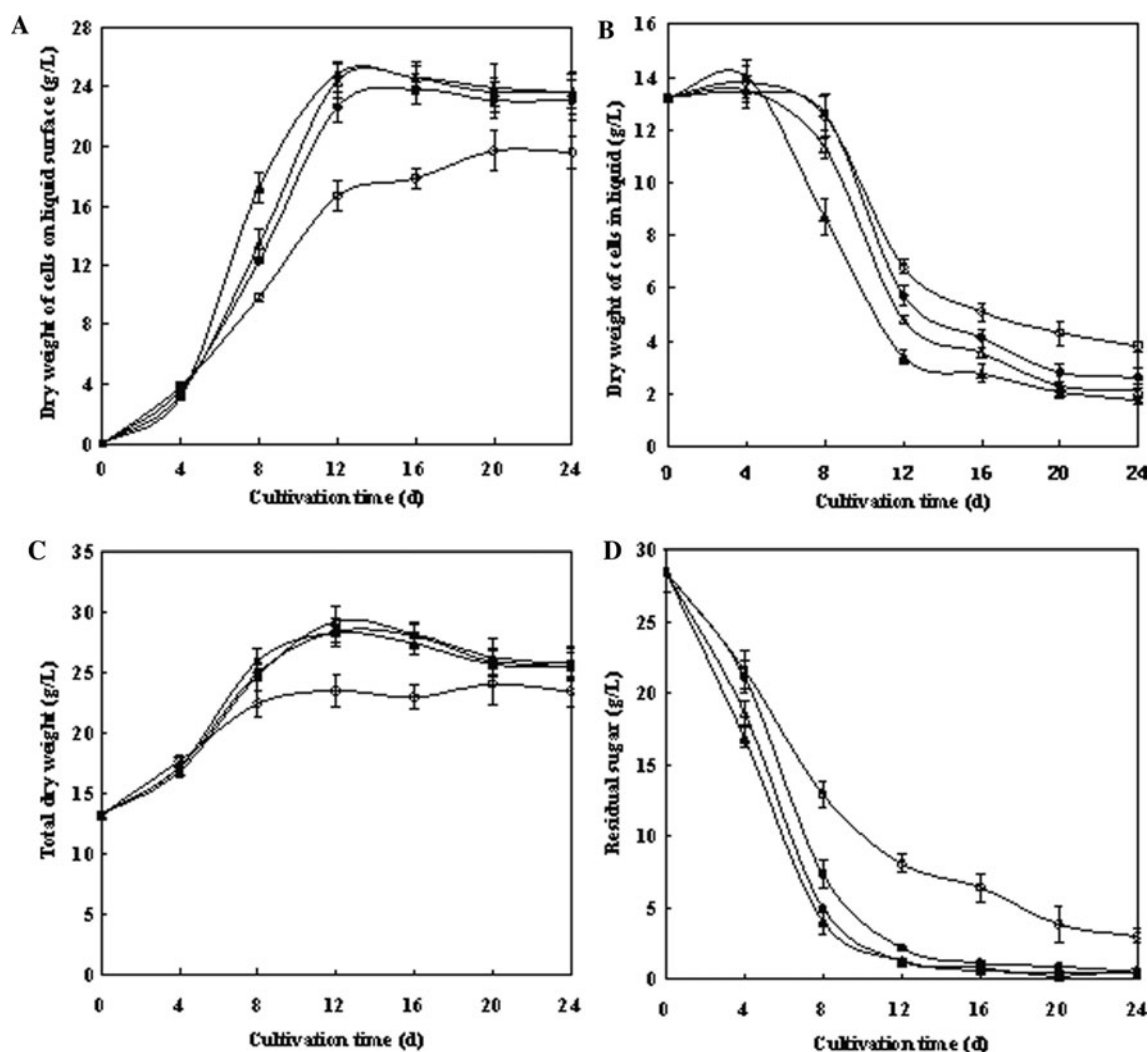 A
Dry weight of cells on liquid surface (g/L)
28
24
20
16
12
8
4
0
0 4 8 12 16 20 24
Cultivation time (d)
B
Dry weight of cells in liquid (g/L)
16
14
12
10
8
6
4
2
0
0 4 8 12 16 20 24
Cultivation time (d)
C
Total dry weight (g/L)
35
30
25
20
15
10
5
0
0 4 8 12 16 20 24
Cultivation time (d)
D
Residual sugar (g/L)
30
25
20
15
10
5
0
0 4 8 12 16 20 24
Cultivation time (d)